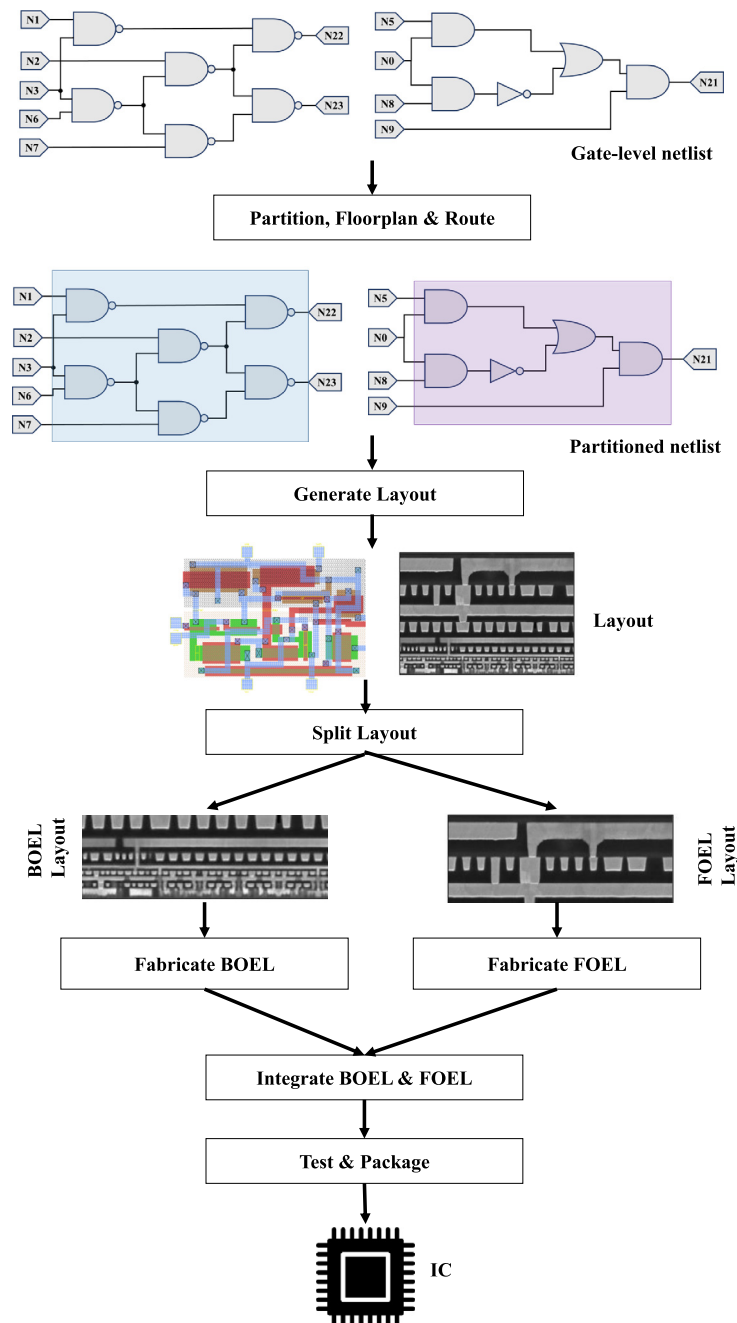 N1
N2
N3
N6
N7
N22
N23
N5
N0
N8
N9
N21
Gate-level netlist
Partition, Floorplan & Route
N1
N2
N3
N6
N7
N22
N23
N5
N0
N8
N9
N21
Partitioned netlist
Generate Layout
Layout
Split Layout
BOEL
Layout
FOEL
Layout
Fabricate BOEL
Fabricate FOEL
Integrate BOEL & FOEL
Test & Package
IC